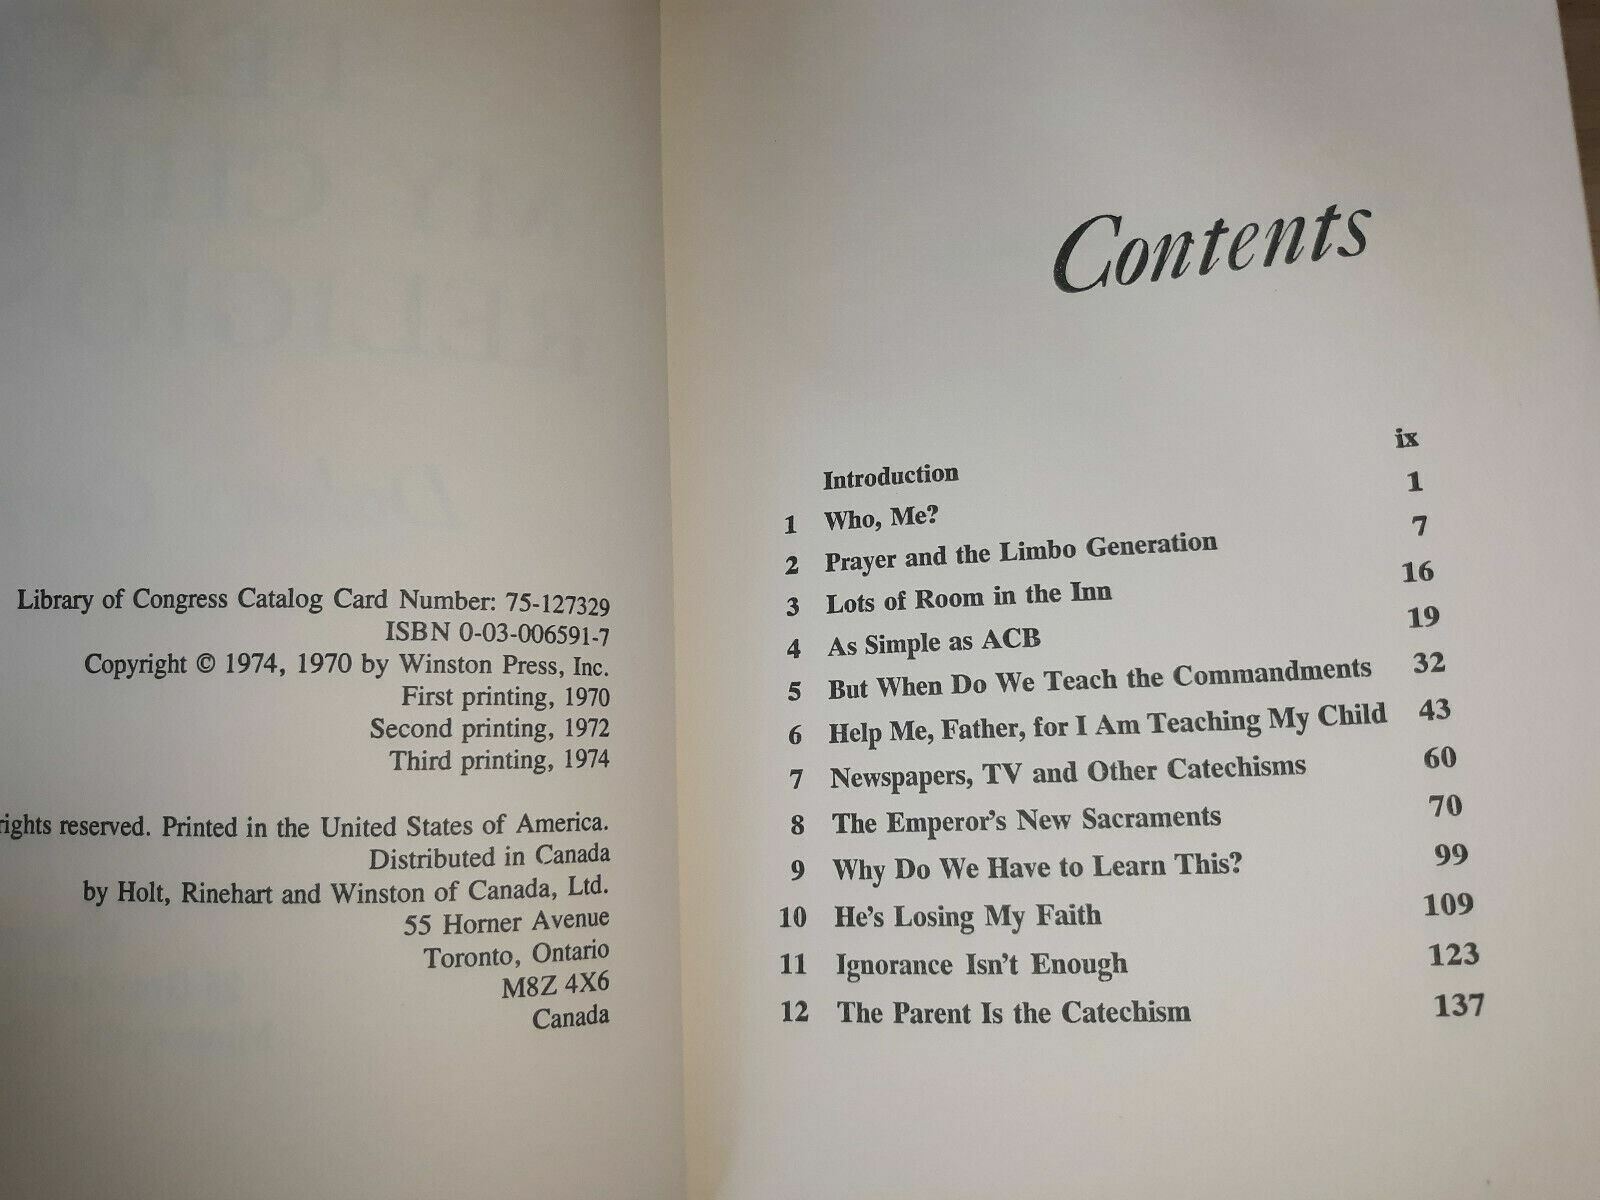 Library of Congress Catalog Card Number: 75-127329
ISBN 0-03-006591-7
Copyright © 1974, 1970 by Winston Press, Inc.
First printing, 1970
Second printing, 1972
Third printing, 1974
rights reserved. Printed in the United States of America.
Distributed in Canada
by Holt, Rinehart and Winston of Canada, Ltd.
55 Horner Avenue
Toronto, Ontario
M8Z 4X6
Canada
Contents
Introduction ix
1 Who, Me? 1
2 Prayer and the Limbo Generation 7
3 Lots of Room in the Inn 16
4 As Simple as ACB 19
5 But When Do We Teach the Commandments 32
6 Help Me, Father, for I Am Teaching My Child 43
7 Newspapers, TV and Other Catechisms 60
8 The Emperor's New Sacraments 70
9 Why Do We Have to Learn This? 99
10 He's Losing My Faith 109
11 Ignorance Isn't Enough 123
12 The Parent Is the Catechism 137